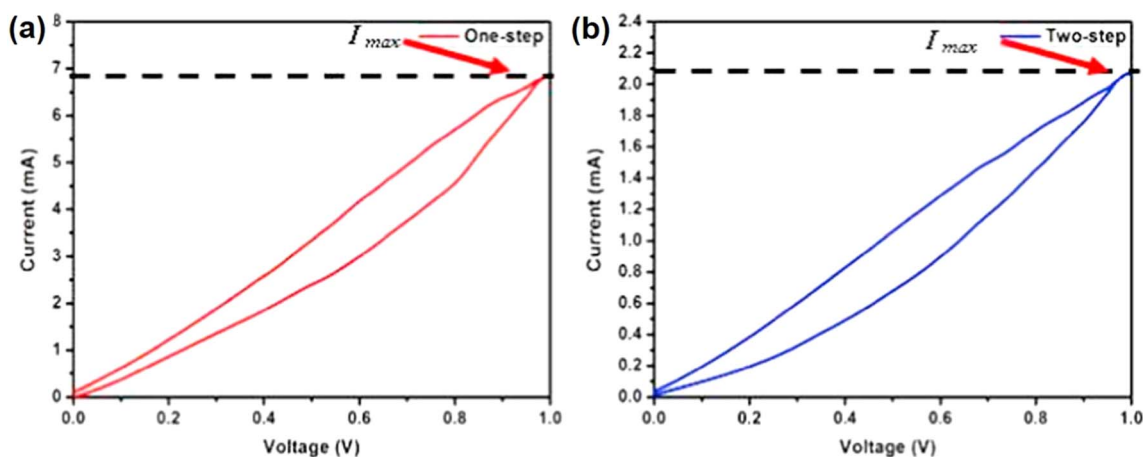 (a)
I max
One-step
8
7
6
5
4
3
2
1
0
Current (mA)
0.0 0.2 0.4 0.6 0.8 1.0
Voltage (V)
(b)
I max
Two-step
2.4
2.2
2.0
1.8
1.6
1.4
1.2
1.0
0.8
0.6
0.4
0.2
0.0
Current (mA)
0.0 0.2 0.4 0.6 0.8 1.0
Voltage (V)